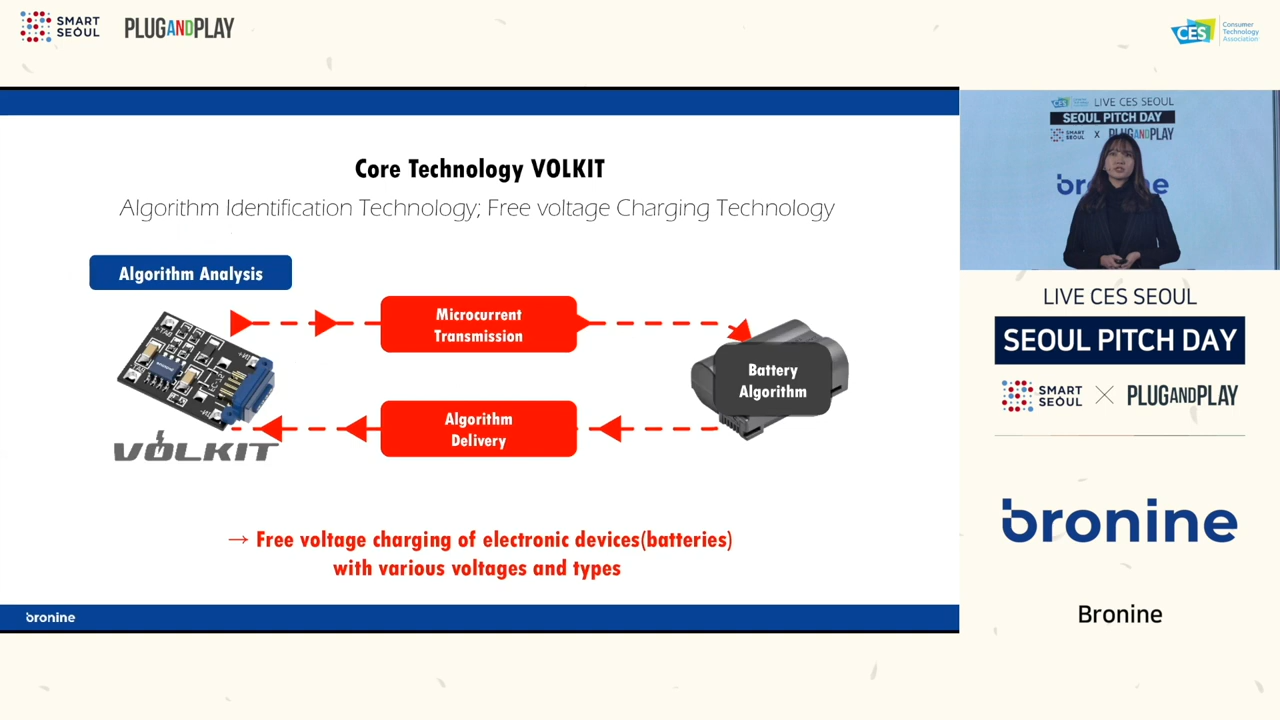 SMART
SEOUL
PLUGANDPLAY
CES
Consumer
Technology
Association
Core Technology VOLKIT
Algorithm Identification Technology; Free voltage Charging Technology
Algorithm Analysis
Microcurrent
Transmission
Battery
Algorithm
Algorithm
Delivery
VOLKIT
→ Free voltage charging of electronic devices(batteries)
with various voltages and types
bronine
LIVE CES SEOUL
SEOUL PITCH DAY
SMART
SEOUL
X
PLUGANDPLAY
LIVE CES SEOUL
SEOUL PITCH DAY
SMART
SEOUL
PLUGANDPLAY
bronine
Bronine